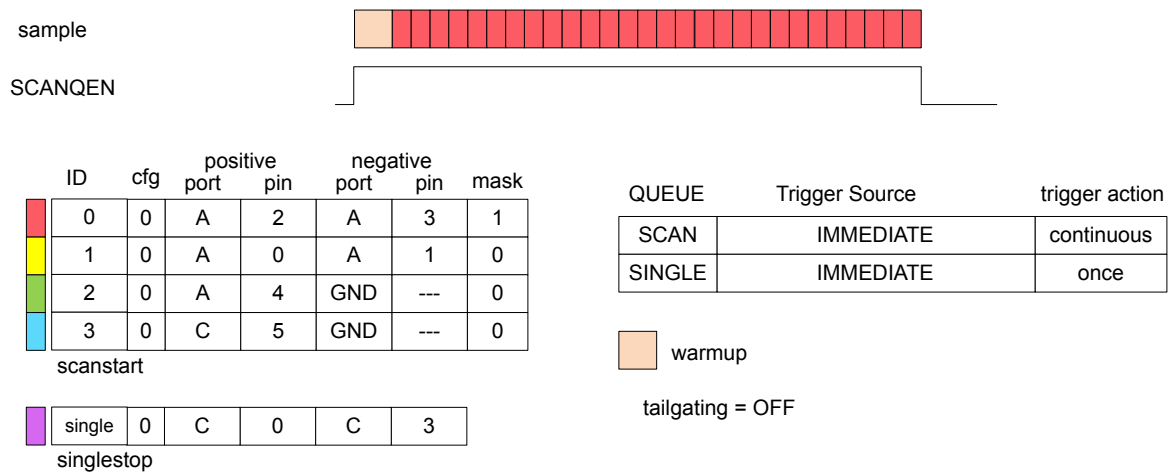 sample
SCANQEN
positive negative
ID cfg port pin port pin mask
0 0 A 2 A 3 1
1 0 A 0 A 1 0
2 0 A 4 GND --- 0
3 0 C 5 GND --- 0
scanstart
single 0 C 0 C 3
singlestop
QUEUE Trigger Source trigger action
SCAN IMMEDIATE continuous
SINGLE IMMEDIATE once
warmup
tailgating = OFF